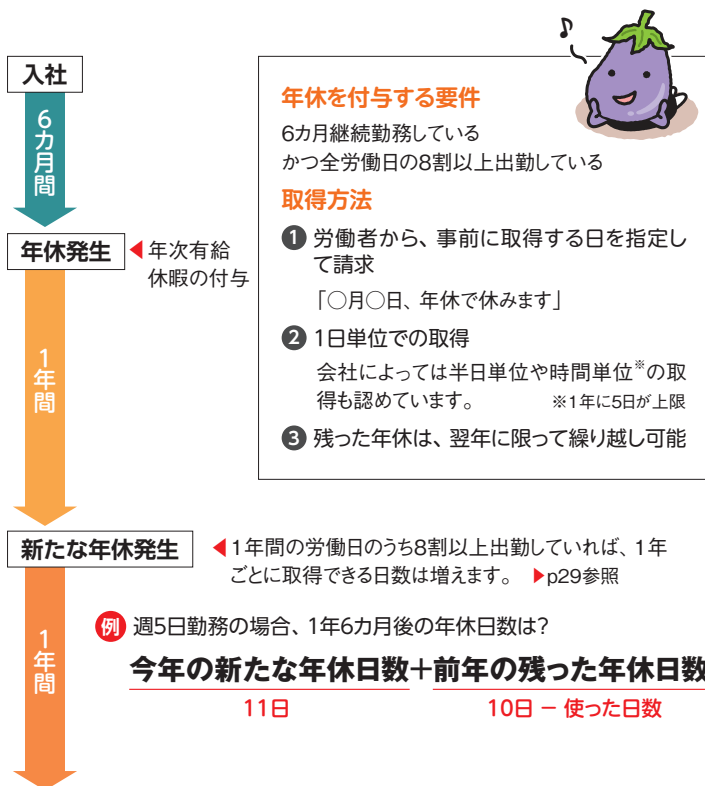 入社
6カ月間
年休発生
◀年次有給
休暇の付与
1年間
年休を付与する要件
6カ月継続勤務している
かつ全労働日の8割以上出勤している
取得方法
❶ 労働者から、事前に取得する日を指定し
て請求
「○月○日、年休で休みます」
❷ 1日単位での取得
会社によっては半日単位や時間単位※の取
得も認めています。 ※1年に5日が上限
❸ 残った年休は、翌年に限って繰り越し可能
新たな年休発生
◀1年間の労働日のうち8割以上出勤していれば、1年
ごとに取得できる日数は増えます。 ▶p29参照
1年間
例 週5日勤務の場合、1年6カ月後の年休日数は?
今年の新たな年休日数+前年の残った年休日数
11日 10日 − 使った日数